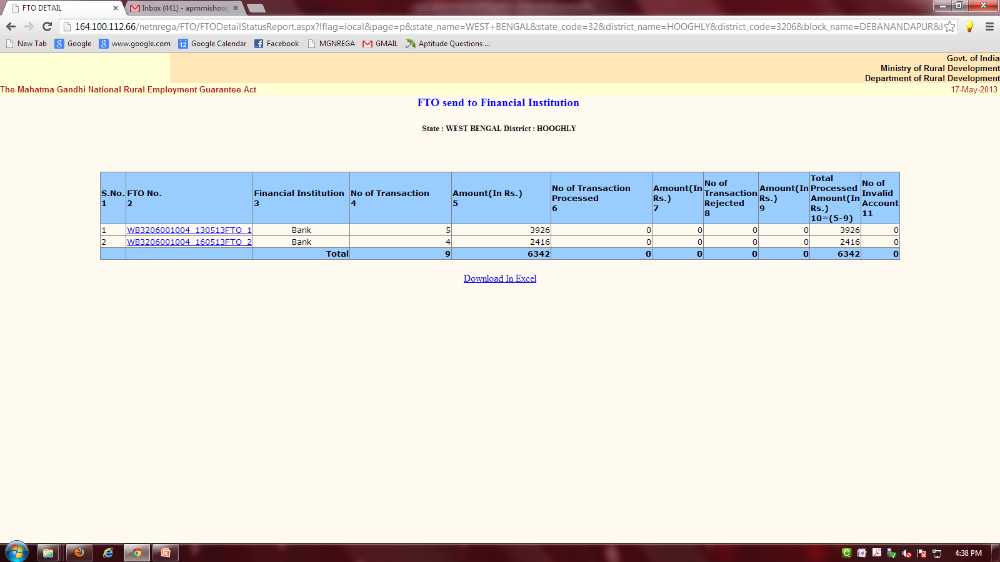 FTO DETAIL
Inbox (441) - apmmishoog
164.100.112.66/netnrega/FTO/FTODetailStatusReport.aspx?lflag=local&page=p&state_name=WEST+BENGAL&state_code=32&district_name=HOOGHLY&district_code=3206&block_name=DEBANANDAPUR&
New Tab Google www.google.com 12 Google Calendar Facebook MGNREGA GMAIL Aptitude Questions ...
Govt. of India
Ministry of Rural Development
Department of Rural Development
The Mahatma Gandhi National Rural Employment Guarantee Act 17-May-2013
FTO send to Financial Institution
State : WEST BENGAL District : HOOGHLY
S.No. 1 FTO No. 2 Financial Institution 3 No of Transaction 4 Amount(In Rs.) 5 No of Transaction Processed 6 Amount(In Rs.) 7 No of Transaction Rejected 8 Amount(In Rs.) 9 Total Processed Amount(In Rs.) 10=(5-9) No of Invalid Account 11
1 WB3206001004_130513FTO_1 Bank 5 3926 0 0 0 0 3926 0
2 WB3206001004_160513FTO_2 Bank 4 2416 0 0 0 0 2416 0
Total 9 6342 0 0 0 0 6342 0
Download In Excel
4:38 PM